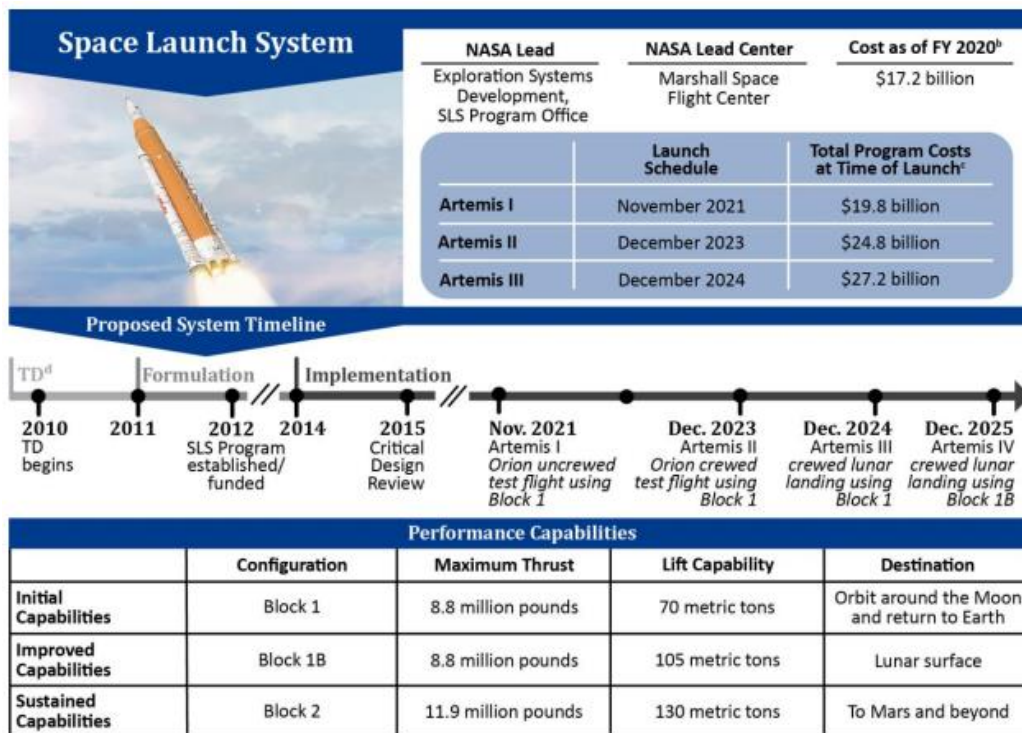 Space Launch System
NASA Lead
Exploration Systems
Development,
SLS Program Office
NASA Lead Center
Marshall Space
Flight Center
Cost as of FY 2020ᵇ
$17.2 billion
Launch
Schedule
Total Program Costs
at Time of Launchᶜ
Artemis I November 2021 $19.8 billion
Artemis II December 2023 $24.8 billion
Artemis III December 2024 $27.2 billion
Proposed System Timeline
TDᵈ Formulation Implementation
2010
TD
begins
2011
2012
SLS Program
established/
funded
2014
2015
Critical
Design
Review
Nov. 2021
Artemis I
Orion uncrewed
test flight using
Block 1
Dec. 2023
Artemis II
Orion crewed
test flight using
Block 1
Dec. 2024
Artemis III
crewed lunar
landing using
Block 1
Dec. 2025
Artemis IV
crewed lunar
landing using
Block 1B
Performance Capabilities
Configuration Maximum Thrust Lift Capability Destination
Initial
Capabilities
Block 1 8.8 million pounds 70 metric tons
Orbit around the Moon
and return to Earth
Improved
Capabilities
Block 1B 8.8 million pounds 105 metric tons Lunar surface
Sustained
Capabilities
Block 2 11.9 million pounds 130 metric tons To Mars and beyond